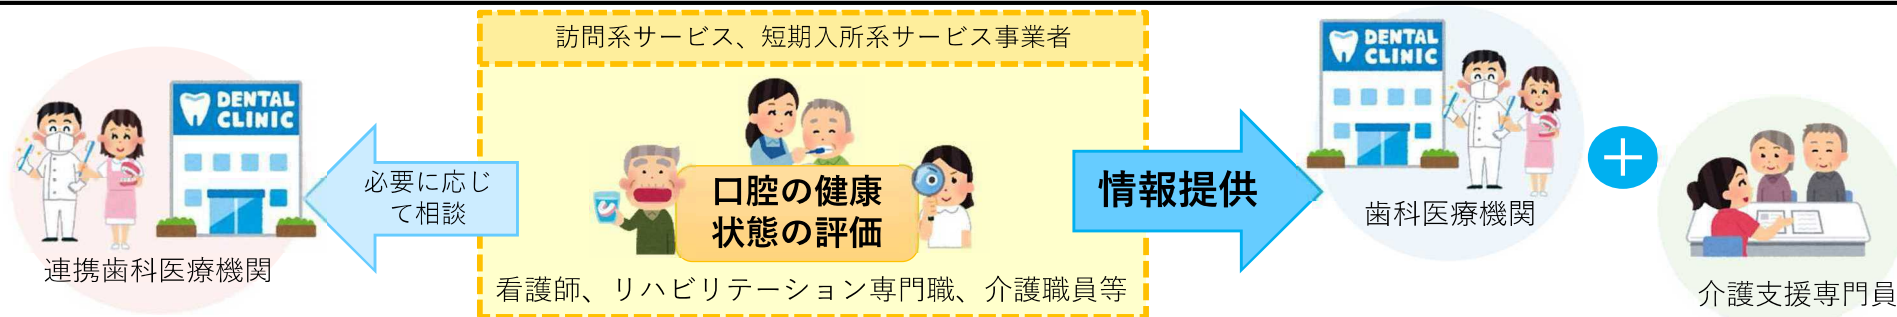 訪問系サービス、短期入所系サービス事業者
DENTAL
CLINIC
必要に応じ
て相談
連携歯科医療機関
口腔の健康
状態の評価
看護師、リハビリテーション専門職、介護職員等
情報提供
DENTAL
CLINIC
歯科医療機関
+
介護支援専門員